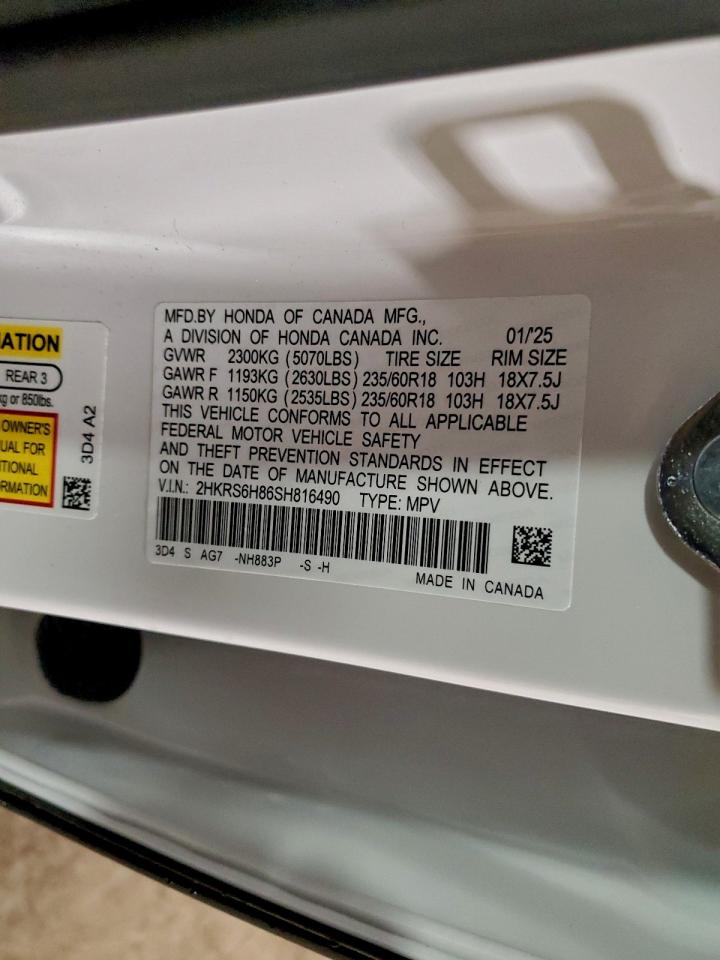 MFD.BY HONDA OF CANADA MFG.,
A DIVISION OF HONDA CANADA INC. 01/'25
GVWR 2300KG (5070LBS) TIRE SIZE RIM SIZE
GAWR F 1193KG (2630LBS) 235/60R18 103H 18X7.5J
GAWR R 1150KG (2535LBS) 235/60R18 103H 18X7.5J
THIS VEHICLE CONFORMS TO ALL APPLICABLE
FEDERAL MOTOR VEHICLE SAFETY
AND THEFT PREVENTION STANDARDS IN EFFECT
ON THE DATE OF MANUFACTURE SHOWN ABOVE.
V.I.N.: 2HKRS6H86SH816490 TYPE: MPV
3D4 S AG7 -NH883P -S -H
MADE IN CANADA
REAR 3
kg or 850lbs.
OWNER'S
FOR
3D4 A2